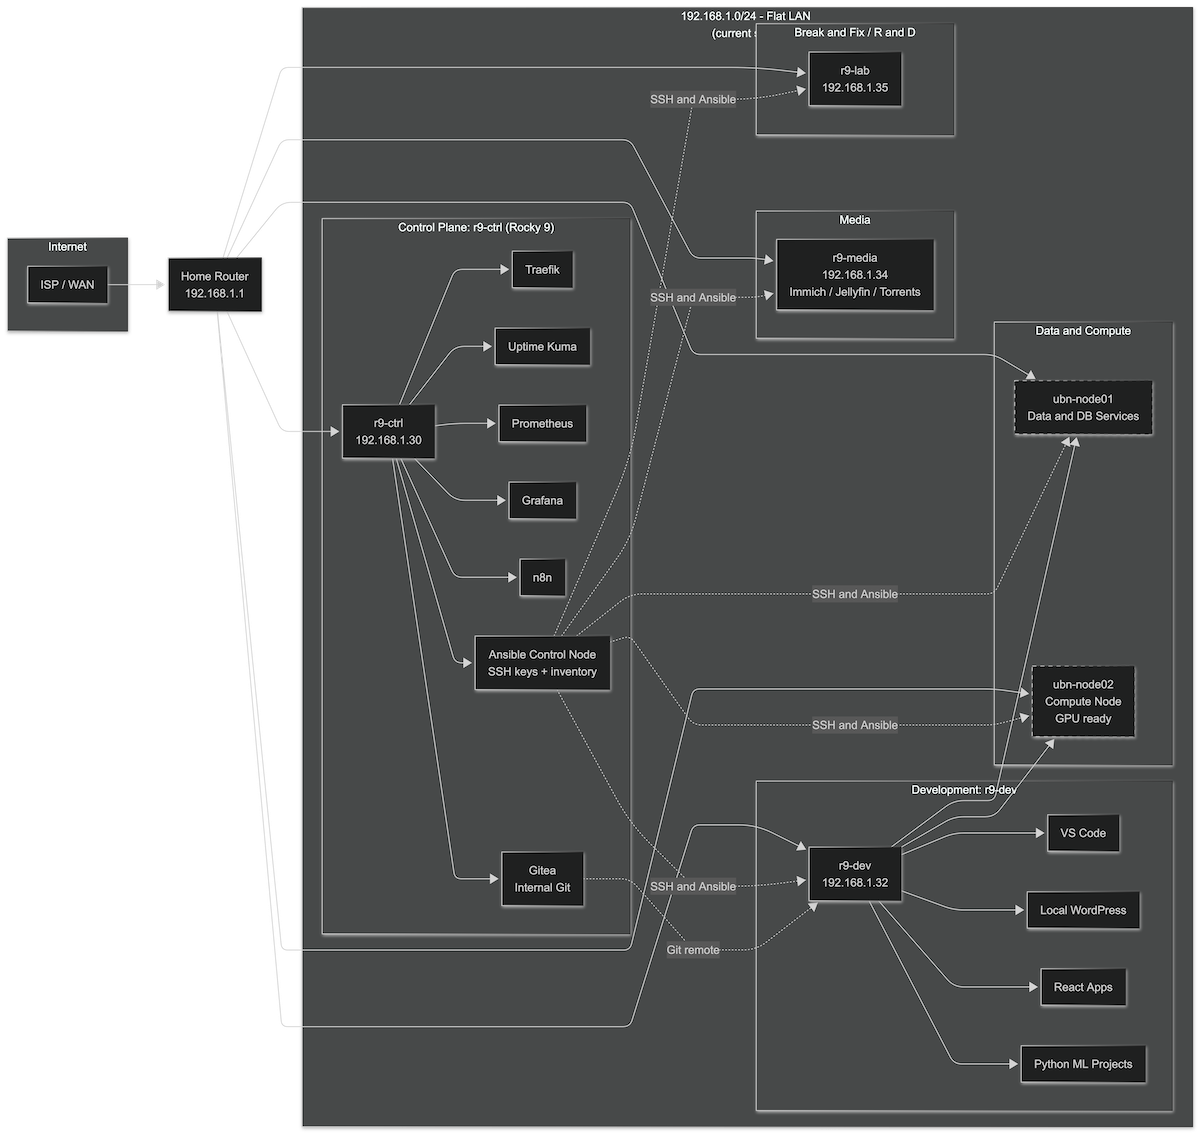 192.168.1.0/24 - Flat LAN
(current
Break and Fix / R and D
r9-lab
192.168.1.35
SSH and Ansible
Media
r9-media
192.168.1.34
Immich / Jellyfin / Torrents
SSH and Ansible
Internet
ISP / WAN
Home Router
192.168.1.1
Control Plane: r9-ctrl (Rocky 9)
Traefik
Uptime Kuma
r9-ctrl
192.168.1.30
Prometheus
Grafana
n8n
Ansible Control Node
SSH keys + inventory
Gitea
Internal Git
Data and Compute
ubn-node01
Data and DB Services
SSH and Ansible
ubn-node02
Compute Node
GPU ready
SSH and Ansible
Development: r9-dev
r9-dev
192.168.1.32
SSH and Ansible
Git remote
VS Code
Local WordPress
React Apps
Python ML Projects